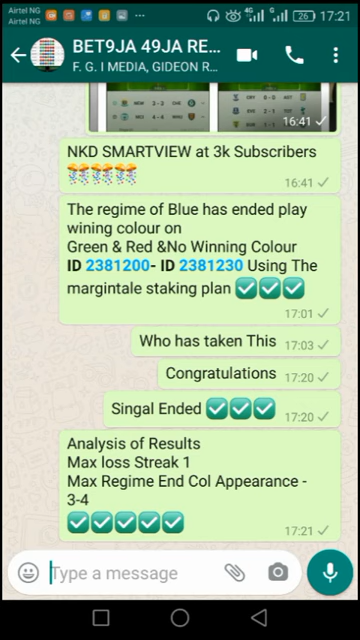 Airtel NG
Airtel NG
4G
G
26
17:21
BET9JA 49JA RE...
F. G. I MEDIA, GIDEON R...
16:41
NKD SMARTVIEW at 3k Subscribers
16:41
The regime of Blue has ended play
wining colour on
Green & Red &No Winning Colour
ID 2381200- ID 2381230 Using The
margintale staking plan ✅✅✅
17:01
Who has taken This 17:03
Congratulations 17:20
Singal Ended ✅✅✅ 17:20
Analysis of Results
Max loss Streak 1
Max Regime End Col Appearance -
3-4
✅✅✅✅✅
17:21
Type a message